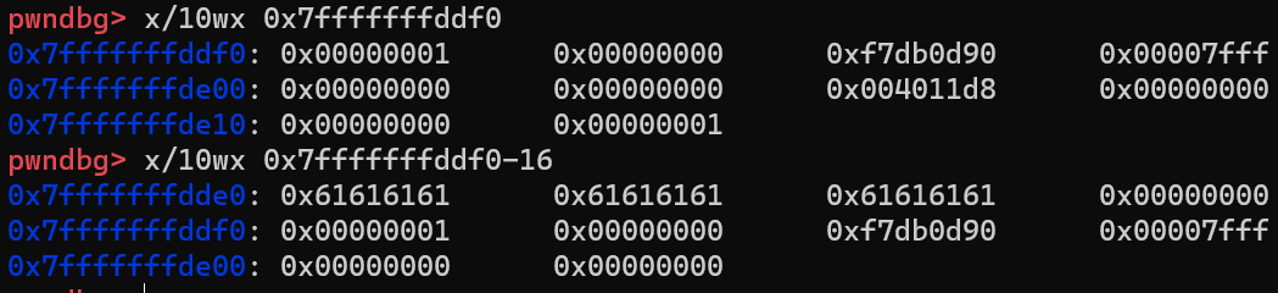 pwndbg> x/10wx 0x7fffffffddf0
0x7fffffffddf0: 0x00000001 0x00000000 0xf7db0d90 0x00007fff
0x7fffffffde00: 0x00000000 0x00000000 0x004011d8 0x00000000
0x7fffffffde10: 0x00000000 0x00000001
pwndbg> x/10wx 0x7fffffffddf0-16
0x7fffffffdde0: 0x61616161 0x61616161 0x61616161 0x00000000
0x7fffffffddf0: 0x00000001 0x00000000 0xf7db0d90 0x00007fff
0x7fffffffde00: 0x00000000 0x00000000